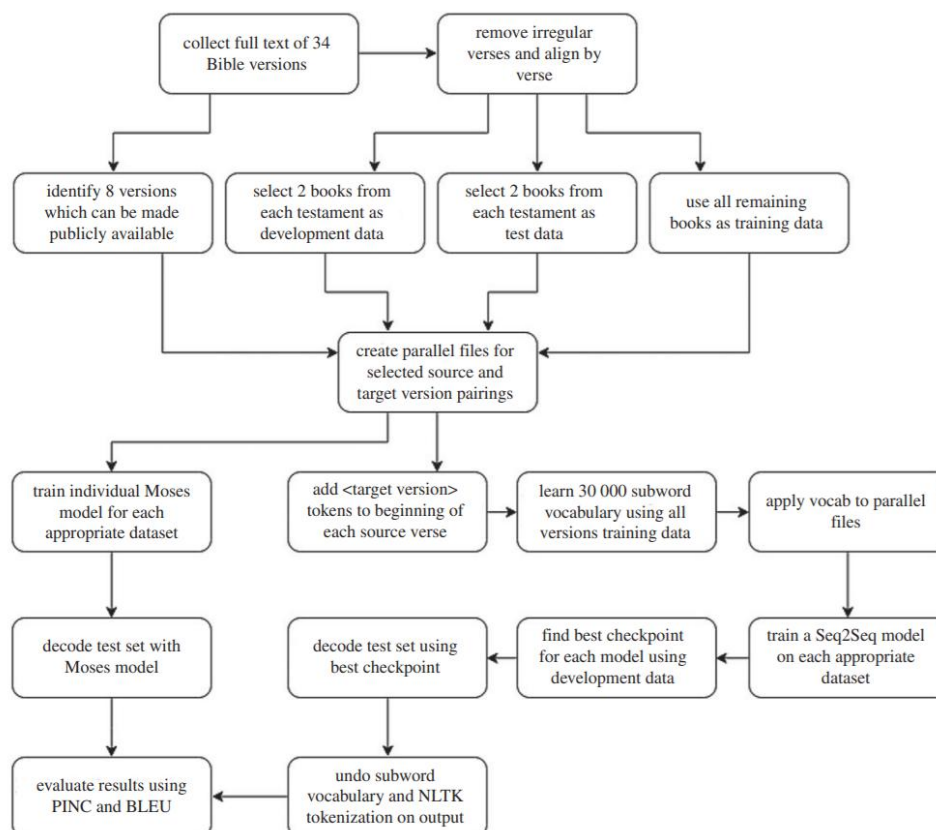 collect full text of 34
Bible versions
remove irregular
verses and align by
verse
identify 8 versions
which can be made
publicly available
select 2 books from
each testament as
development data
select 2 books from
each testament as
test data
use all remaining
books as training data
create parallel files for
selected source and
target version pairings
train individual Moses
model for each
appropriate dataset
add <target version>
tokens to beginning of
each source verse
learn 30 000 subword
vocabulary using all
versions training data
apply vocab to parallel
files
decode test set with
Moses model
decode test set using
best checkpoint
find best checkpoint
for each model using
development data
train a Seq2Seq model
on each appropriate
dataset
evaluate results using
PINC and BLEU
undo subword
vocabulary and NLTK
tokenization on output